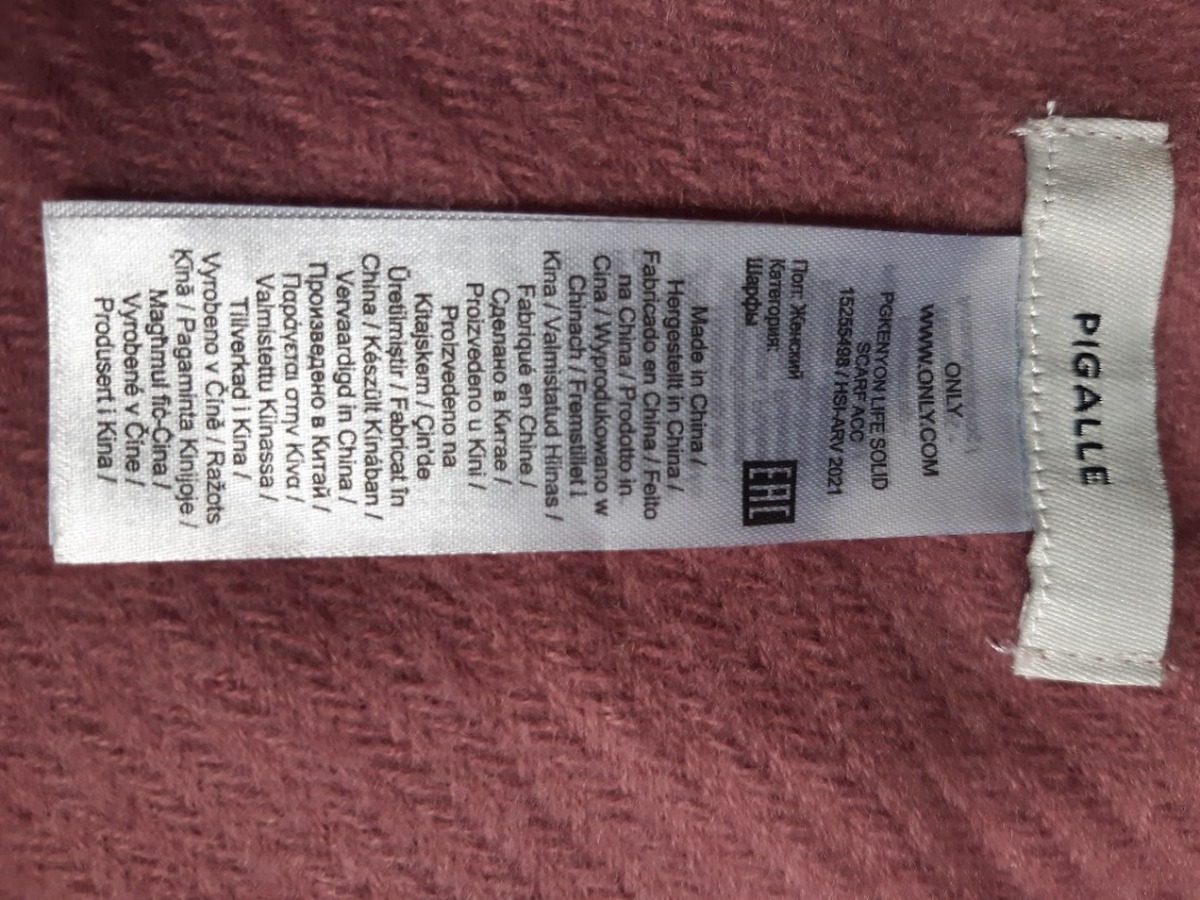 PIGALLE
ONLY
WWW.ONLY.COM
PGKENYON LIFE SOLID
SCARF ACC
15255498 / HSI-ARV 2021
Пол: Женский
Категория:
Шарфы
EAC
Made in China /
Hergestellt in China /
Fabricado en China / Feito
na China / Prodotto in
Cina / Wyprodukowano w
Chinach / Fremstillet i
Kina / Valmistatud Hiinas /
Fabriqué en Chine /
Сделано в Китае /
Proizvedeno u Kini /
Proizvedeno na
Kitajskem / Çin'de
Üretilmiştir / Fabricat în
China / Készült Kínában /
Vervaardigd in China /
Произведено в Китай /
Παράγεται στην Κίνα /
Valmistettu Kiinassa /
Tillverkad i Kina /
Vyrobeno v Číně / Ražots
Ķīnā / Pagaminta Kinijoje /
Magħmul fiċ-Ċina /
Vyrobené v Číne /
Produsert i Kina /